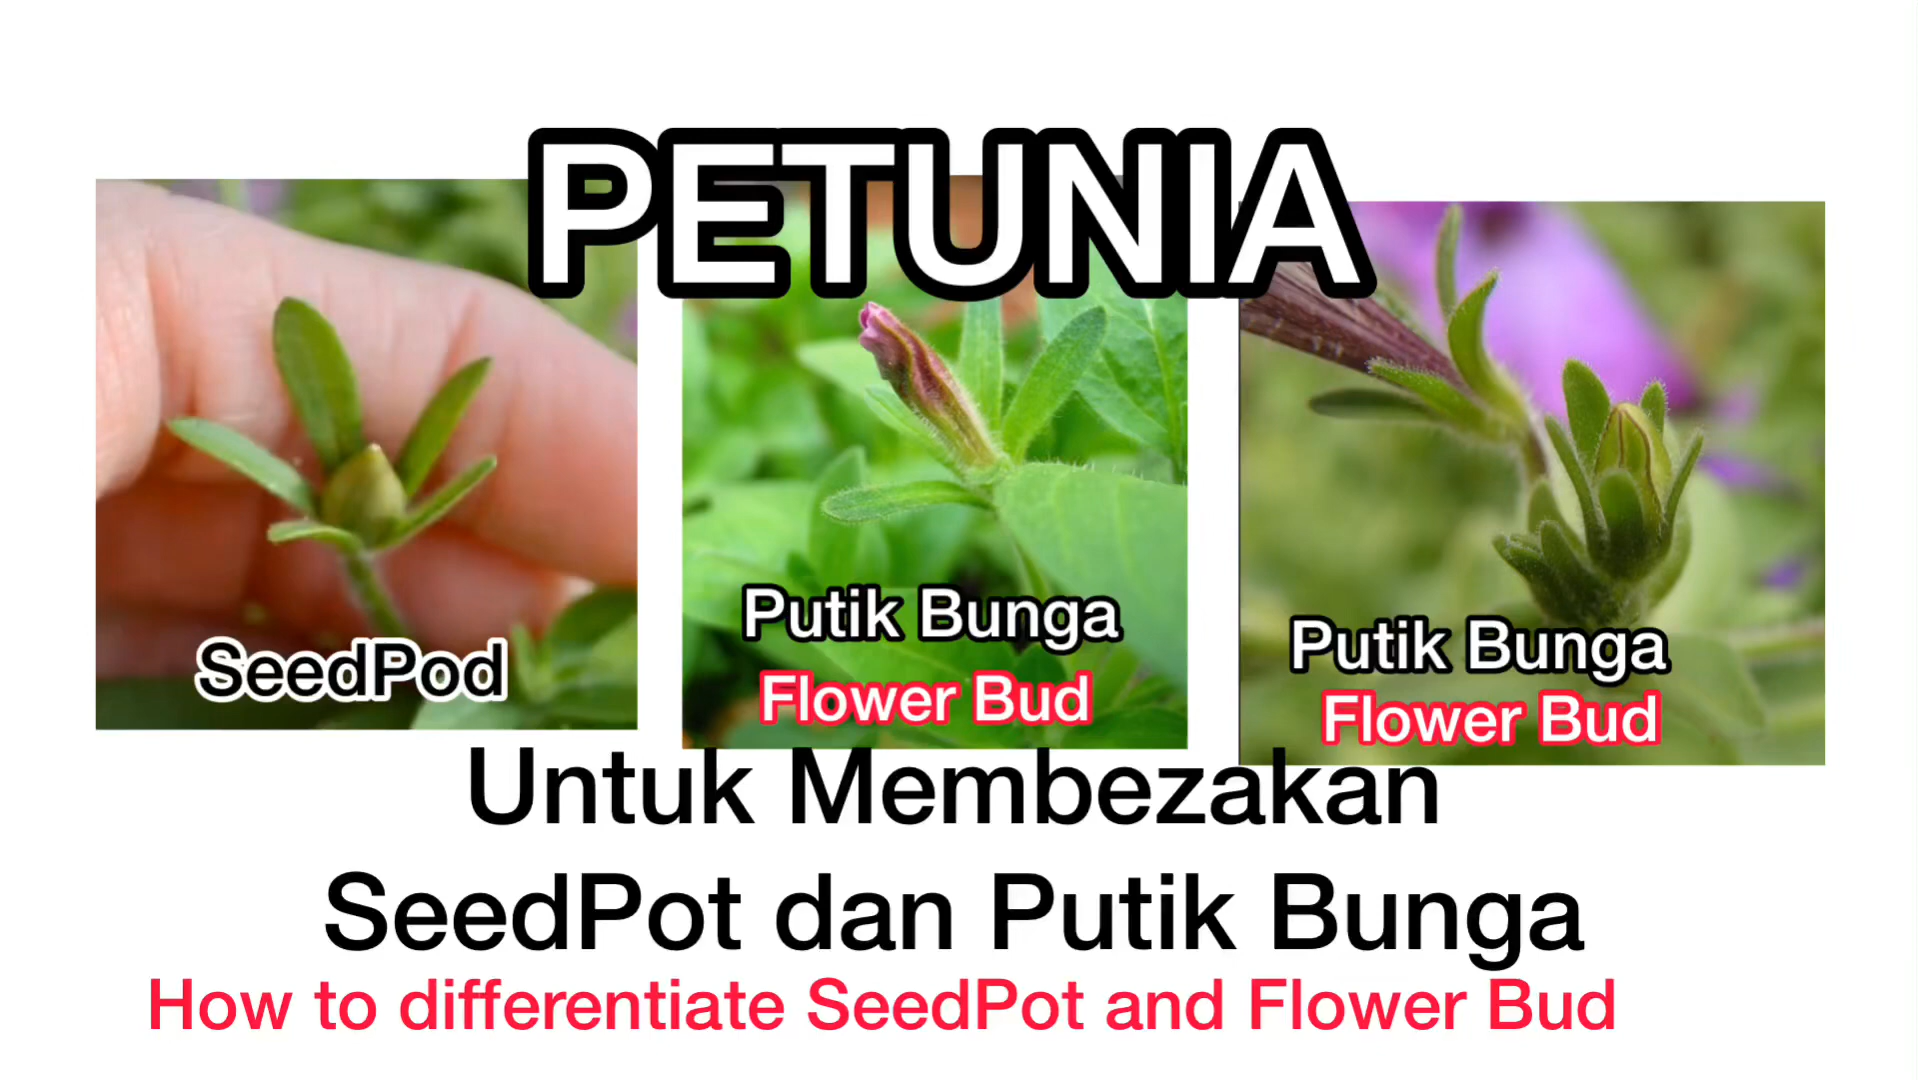 PETUNIA
SeedPod
Putik Bunga
Flower Bud
Putik Bunga
Flower Bud
Untuk Membezakan
SeedPot dan Putik Bunga
How to differentiate SeedPot and Flower Bud